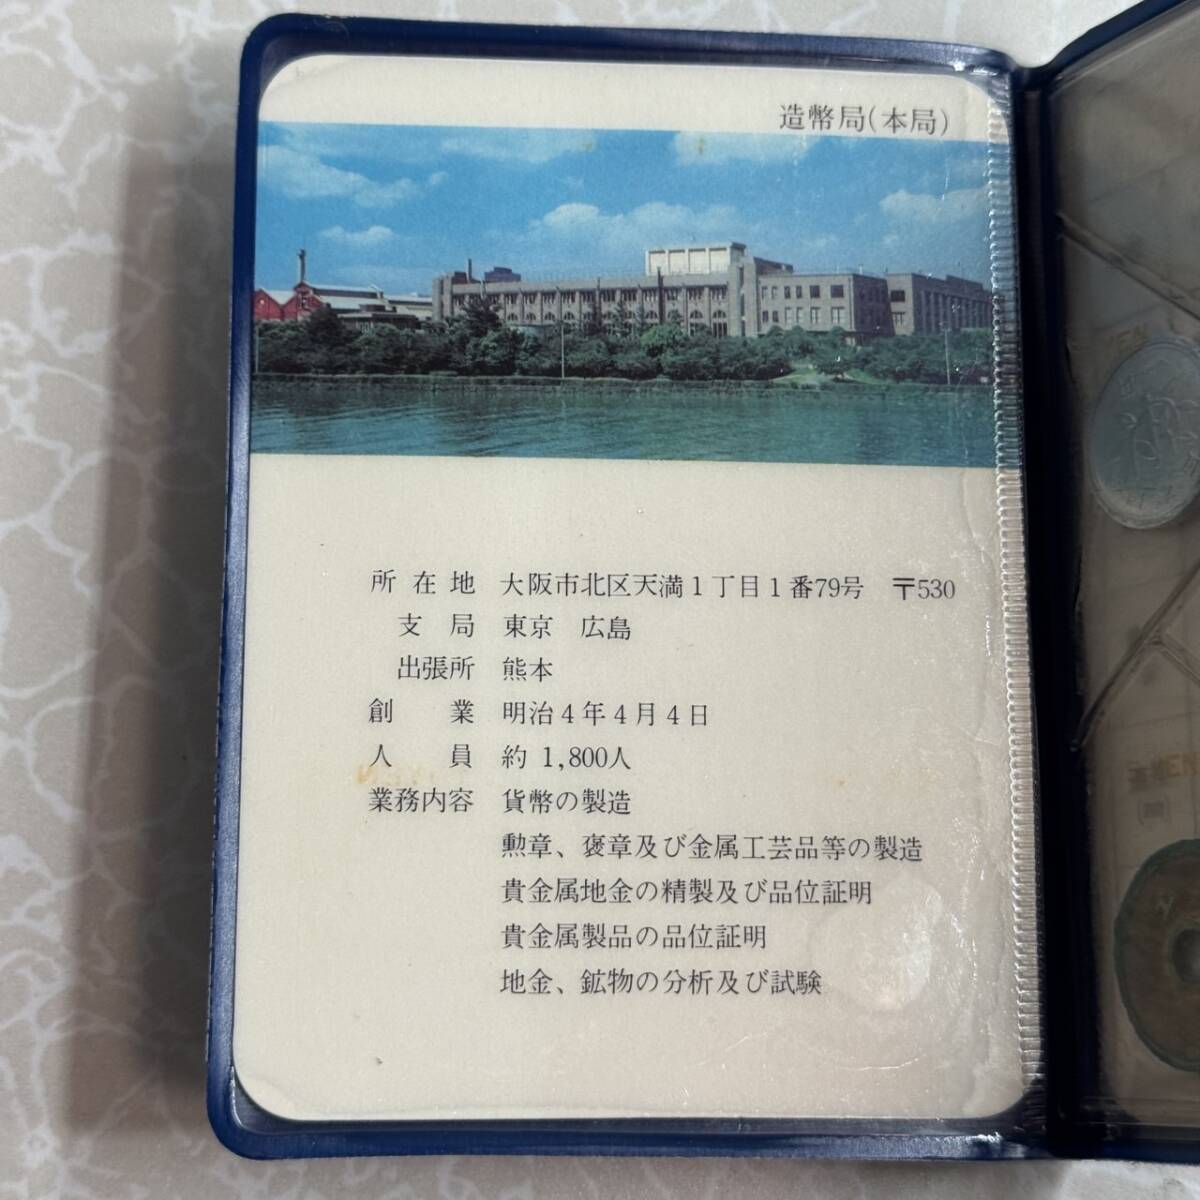 造幣局(本局)
所在地 大阪市北区天満1丁目1番79号 〒530
支局 東京 広島
出張所 熊本
創業 明治4年4月4日
人員 約 1,800人
業務内容 貨幣の製造
勲章、褒章及び金属工芸品等の製造
貴金属地金の精製及び品位証明
貴金属製品の品位証明
地金、鉱物の分析及び試験